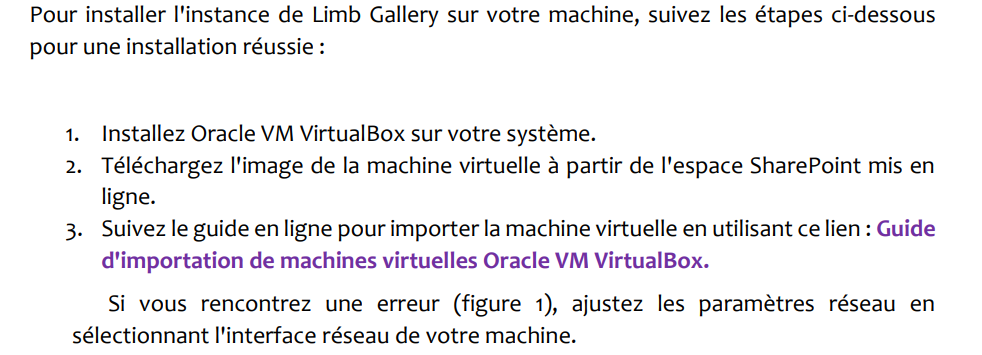 Pour installer l'instance de Limb Gallery sur votre machine, suivez les étapes ci-dessous
pour une installation réussie :
1. Installez Oracle VM VirtualBox sur votre système.
2. Téléchargez l'image de la machine virtuelle à partir de l'espace SharePoint mis en
ligne.
3. Suivez le guide en ligne pour importer la machine virtuelle en utilisant ce lien : Guide
d'importation de machines virtuelles Oracle VM VirtualBox.
Si vous rencontrez une erreur (figure 1), ajustez les paramètres réseau en
sélectionnant l'interface réseau de votre machine.